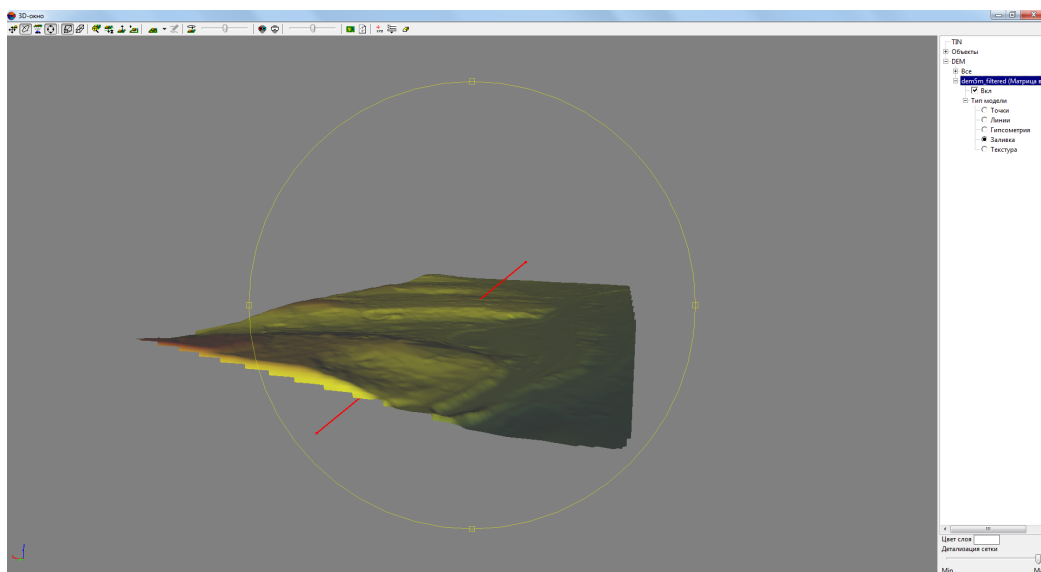 3D-окно
TIN
Объекты
DEM
Все
dem5m_filtered (Матрица в
Вкл
Тип модели
Точки
Линии
Гипсометрия
Заливка
Текстура
Цвет слоя
Детализация сетки
Min